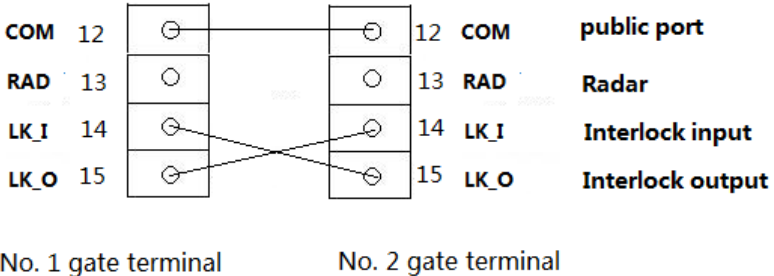 COM 12 12 COM public port
RAD 13 13 RAD Radar
LK_I 14 14 LK_I Interlock input
LK_O 15 15 LK_O Interlock output
No. 1 gate terminal No. 2 gate terminal